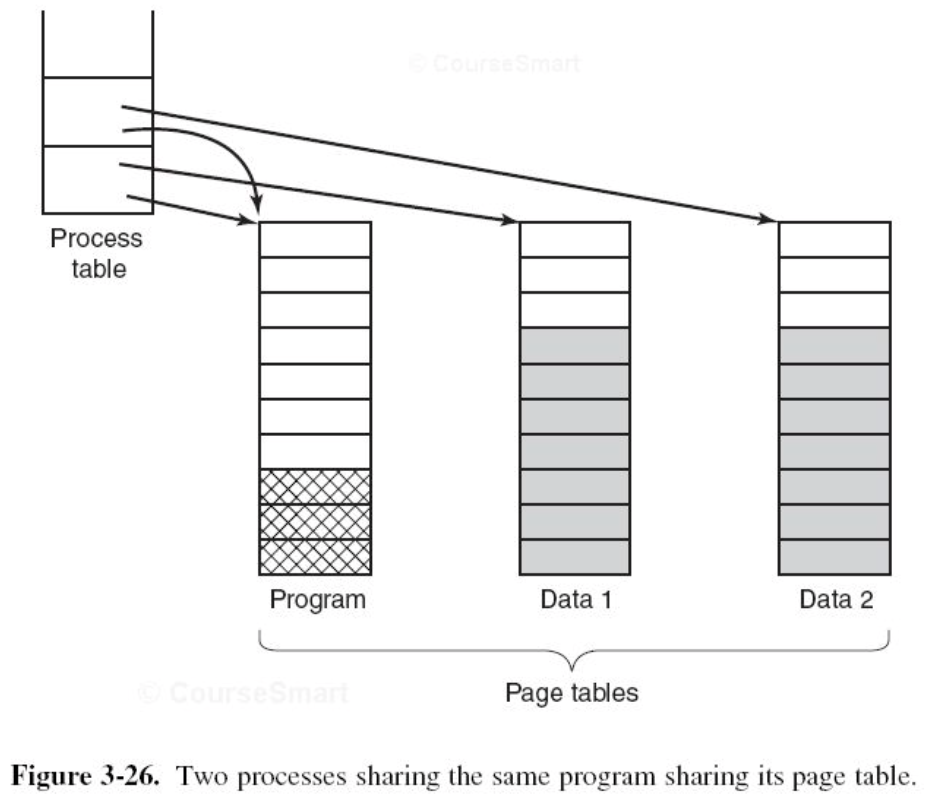 © CourseSmart
Process
table
Program
Data 1
Data 2
© CourseSmart
Page tables
Figure 3-26. Two processes sharing the same program sharing its page table.